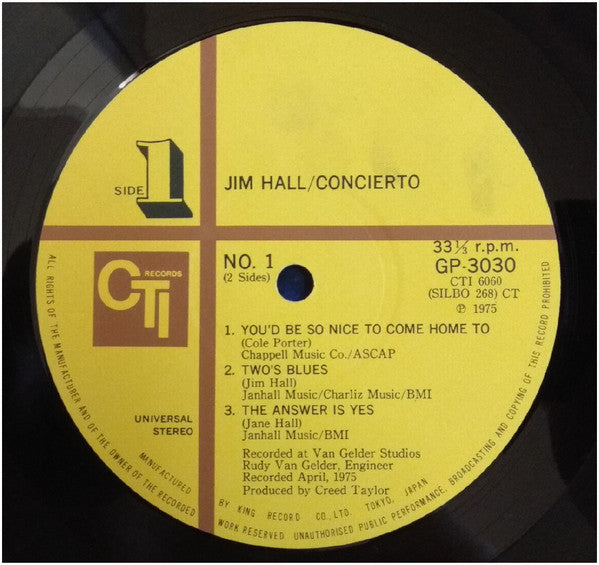 SIDE 1
JIM HALL/CONCIERTO
CTI RECORDS
NO. 1
(2 Sides)
33⅓ r.p.m.
GP-3030
CTI 6060
(SILBO 268) CT
℗ 1975
1. YOU'D BE SO NICE TO COME HOME TO
(Cole Porter)
Chappell Music Co./ASCAP
2. TWO'S BLUES
(Jim Hall)
Janhall Music/Charliz Music/BMI
3. THE ANSWER IS YES
(Jane Hall)
Janhall Music/BMI
UNIVERSAL
STEREO
Recorded at Van Gelder Studios
Rudy Van Gelder, Engineer
Recorded April, 1975
Produced by Creed Taylor
MANUFACTURED BY KING RECORD CO., LTD. TOKYO, JAPAN
ALL RIGHTS OF THE MANUFACTURER AND OF THE OWNER OF THE RECORDED WORK RESERVED UNAUTHORISED PUBLIC PERFORMANCE, BROADCASTING AND COPYING OF THIS RECORD PROHIBITED